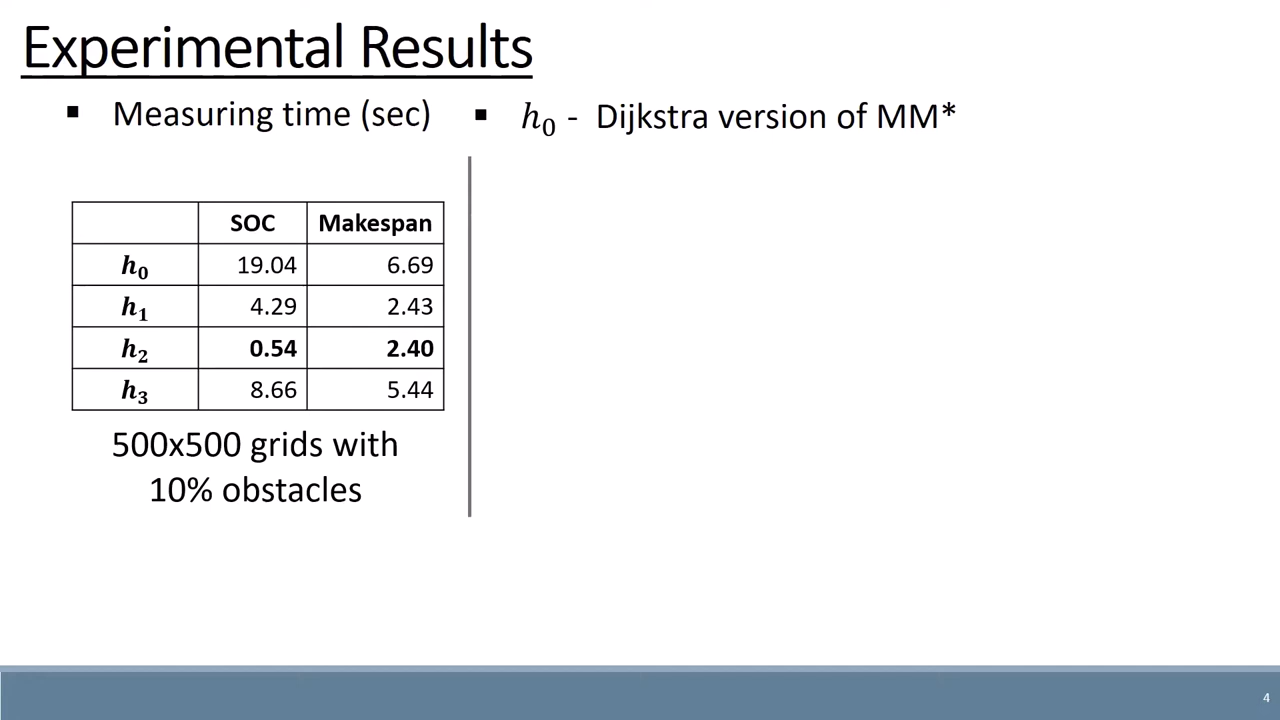 Experimental Results
▪ Measuring time (sec)
▪ h₀ - Dijkstra version of MM*
SOC Makespan
h₀ 19.04 6.69
h₁ 4.29 2.43
h₂ 0.54 2.40
h₃ 8.66 5.44
500x500 grids with
10% obstacles
4